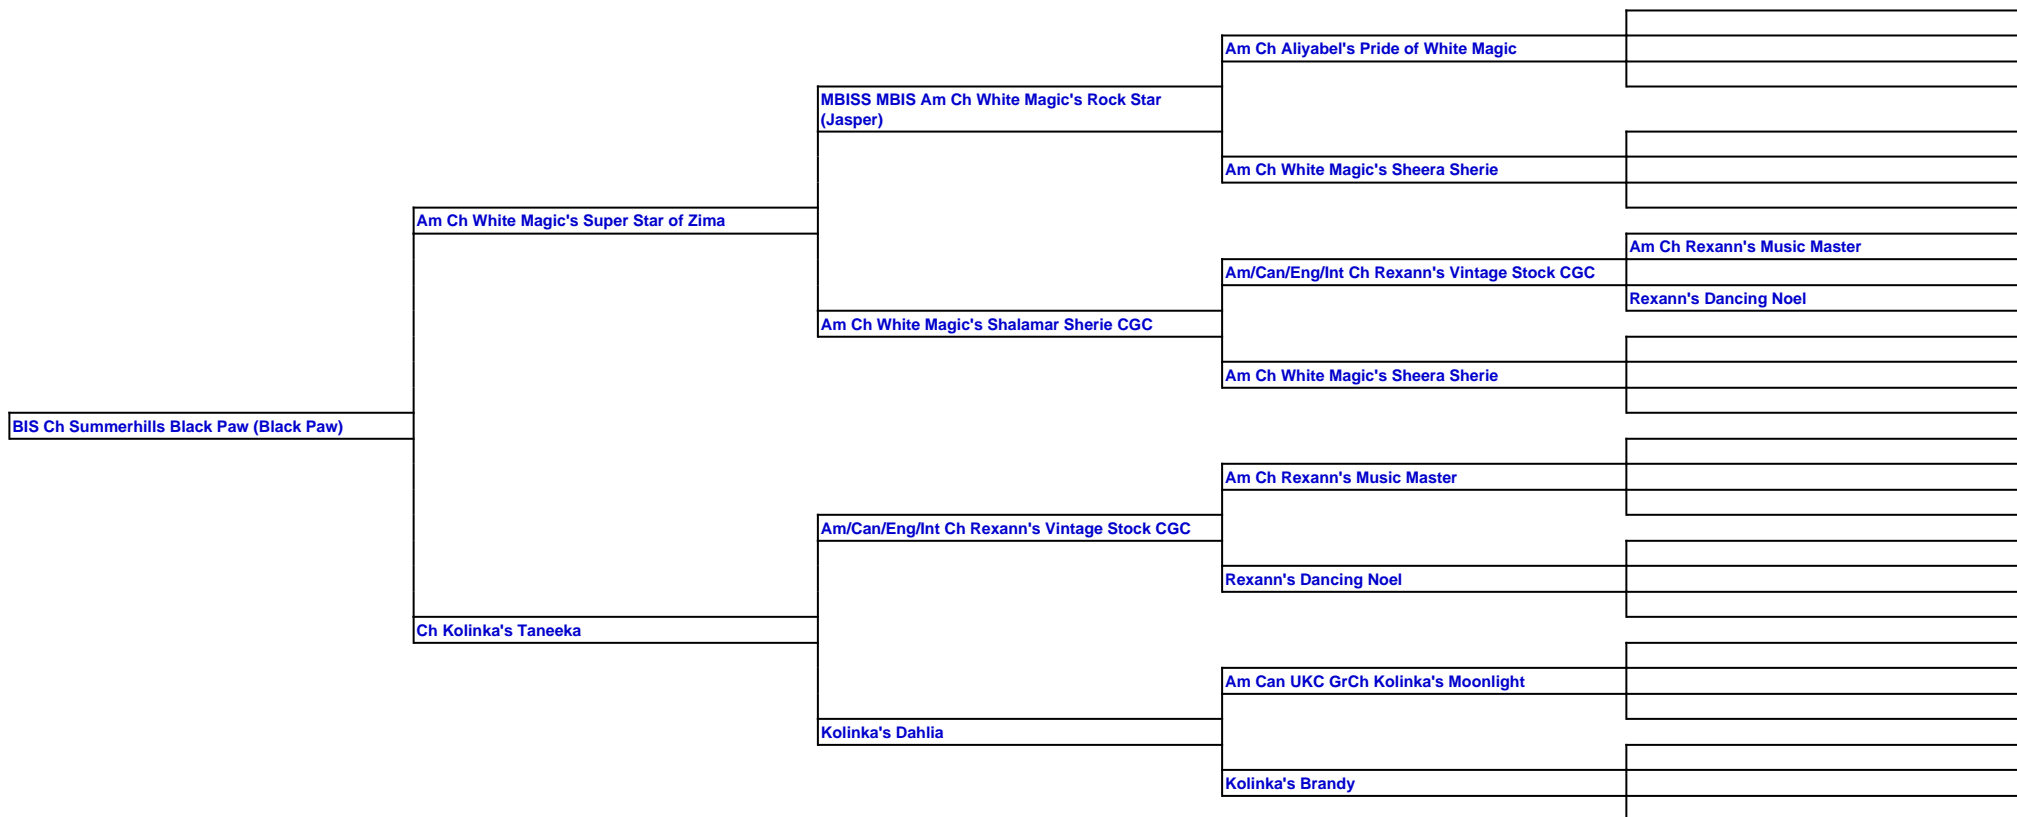 Am Ch Aliyabel's Pride of White Magic
MBISS MBIS Am Ch White Magic's Rock Star
(Jasper)
Am Ch White Magic's Sheera Sherie
Am Ch White Magic's Super Star of Zima
Am Ch Rexann's Music Master
Am/Can/Eng/Int Ch Rexann's Vintage Stock CGC
Rexann's Dancing Noel
Am Ch White Magic's Shalamar Sherie CGC
Am Ch White Magic's Sheera Sherie
BIS Ch Summerhills Black Paw (Black Paw)
Am Ch Rexann's Music Master
Am/Can/Eng/Int Ch Rexann's Vintage Stock CGC
Rexann's Dancing Noel
Ch Kolinka's Taneeka
Am Can UKC GrCh Kolinka's Moonlight
Kolinka's Dahlia
Kolinka's Brandy